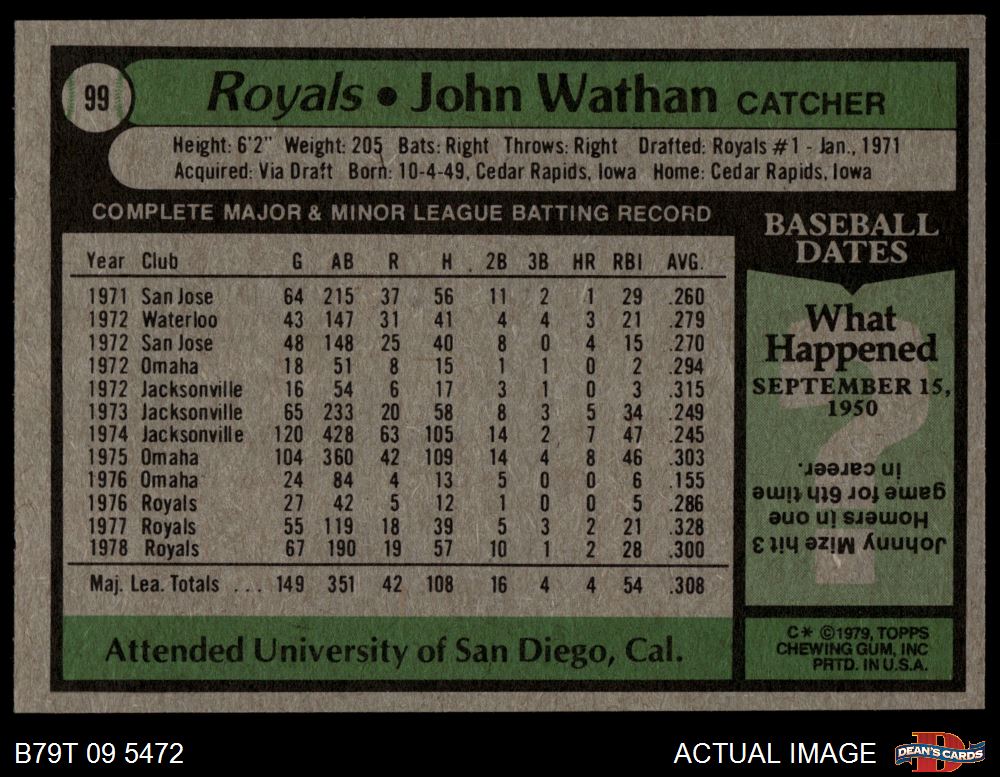 99
Royals • John Wathan CATCHER
Height: 6'2" Weight: 205 Bats: Right Throws: Right Drafted: Royals #1 - Jan., 1971
Acquired: Via Draft Born: 10-4-49, Cedar Rapids, Iowa Home: Cedar Rapids, Iowa
COMPLETE MAJOR & MINOR LEAGUE BATTING RECORD
Year Club G AB R H 2B 3B HR RBI AVG.
1971 San Jose 64 215 37 56 11 2 1 29 .260
1972 Waterloo 43 147 31 41 4 4 3 21 .279
1972 San Jose 48 148 25 40 8 0 4 15 .270
1972 Omaha 18 51 8 15 1 1 0 2 .294
1972 Jacksonville 16 54 6 17 3 1 0 3 .315
1973 Jacksonville 65 233 20 58 8 3 5 34 .249
1974 Jacksonville 120 428 63 105 14 2 7 47 .245
1975 Omaha 104 360 42 109 14 4 8 46 .303
1976 Omaha 24 84 4 13 5 0 0 6 .155
1976 Royals 27 42 5 12 1 0 0 5 .286
1977 Royals 55 119 18 39 5 3 2 21 .328
1978 Royals 67 190 19 57 10 1 2 28 .300
Maj. Lea. Totals ... 149 351 42 108 16 4 4 54 .308
Attended University of San Diego, Cal.
BASEBALL
DATES
What
Happened
SEPTEMBER 15,
1950
Johnny Mize hit 3
Homers in one
game for 6th time
in career.
C* ©1979, TOPPS
CHEWING GUM, INC
PRTD. IN U.S.A.
B79T 09 5472
ACTUAL IMAGE
D
DEAN'S CARDS